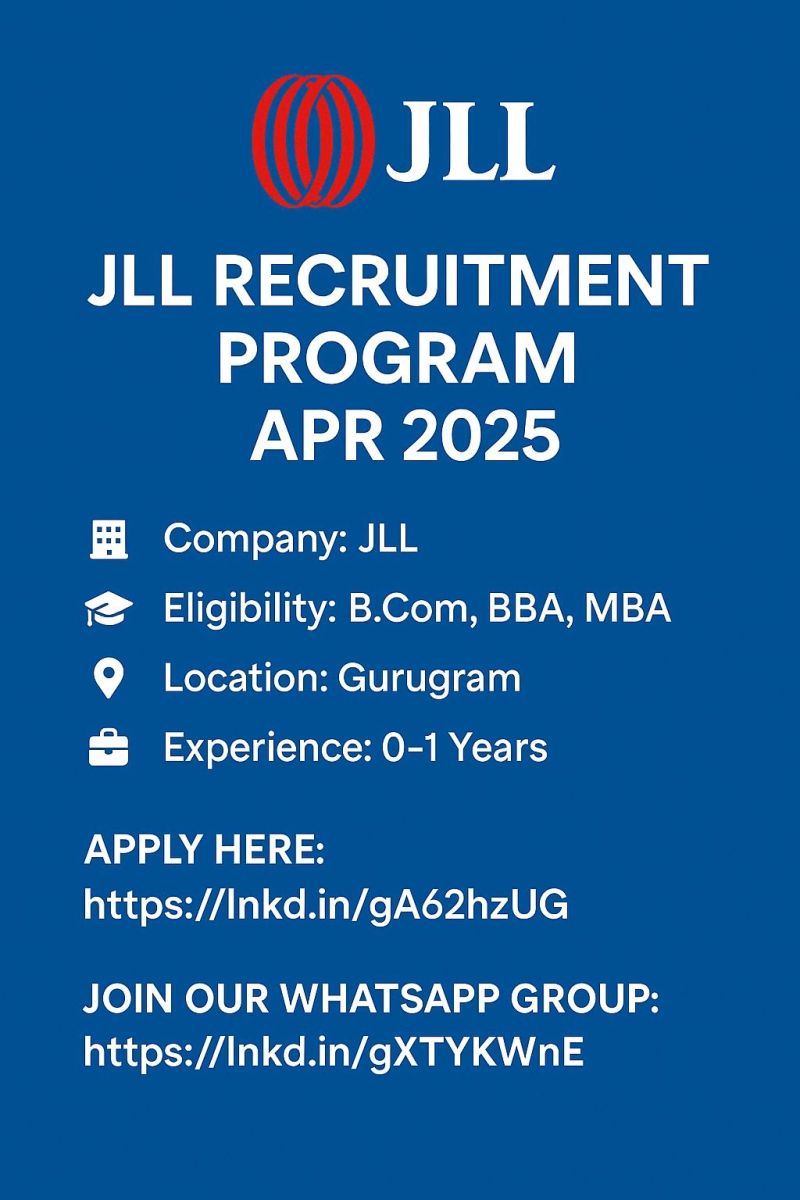 JLL
JLL RECRUITMENT
PROGRAM
APR 2025
Company: JLL
Eligibility: B.Com, BBA, MBA
Location: Gurugram
Experience: 0-1 Years
APPLY HERE:
https://lnkd.in/gA62hzUG
JOIN OUR WHATSAPP GROUP:
https://lnkd.in/gXTYKWnE